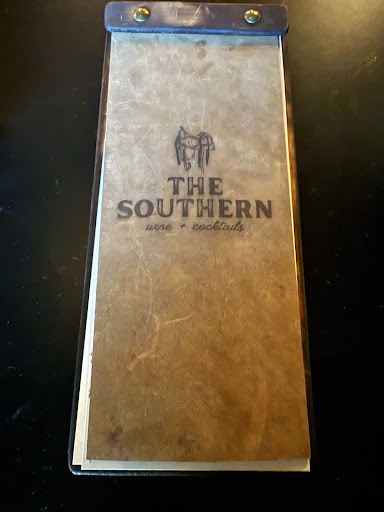 THE
SOUTHERN
wine + cocktails